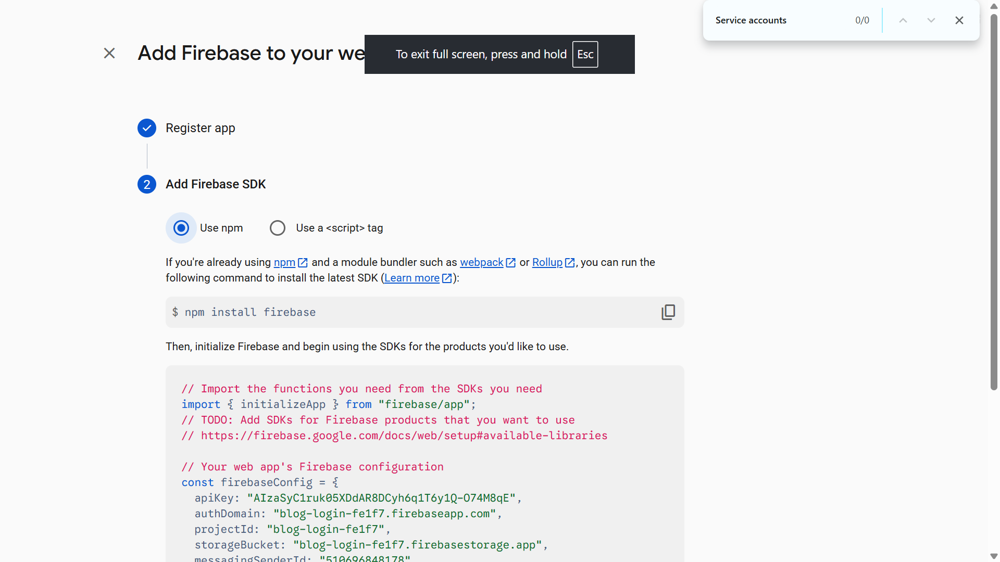 Service accounts 0/0
Add Firebase to your we
To exit full screen, press and hold Esc
Register app
2 Add Firebase SDK
Use npm Use a <script> tag
If you're already using npm and a module bundler such as webpack or Rollup, you can run the
following command to install the latest SDK (Learn more):
$ npm install firebase
Then, initialize Firebase and begin using the SDKs for the products you'd like to use.
// Import the functions you need from the SDKs you need
import { initializeApp } from "firebase/app";
// TODO: Add SDKs for Firebase products that you want to use
// https://firebase.google.com/docs/web/setup#available-libraries
// Your web app's Firebase configuration
const firebaseConfig = {
apiKey: "AIzaSyC1ruk05XDdAR8DCyh6q1T6y1Q-O74M8qE",
authDomain: "blog-login-fe1f7.firebaseapp.com",
projectId: "blog-login-fe1f7",
storageBucket: "blog-login-fe1f7.firebasestorage.app",
messagingSenderId: "510696848178"